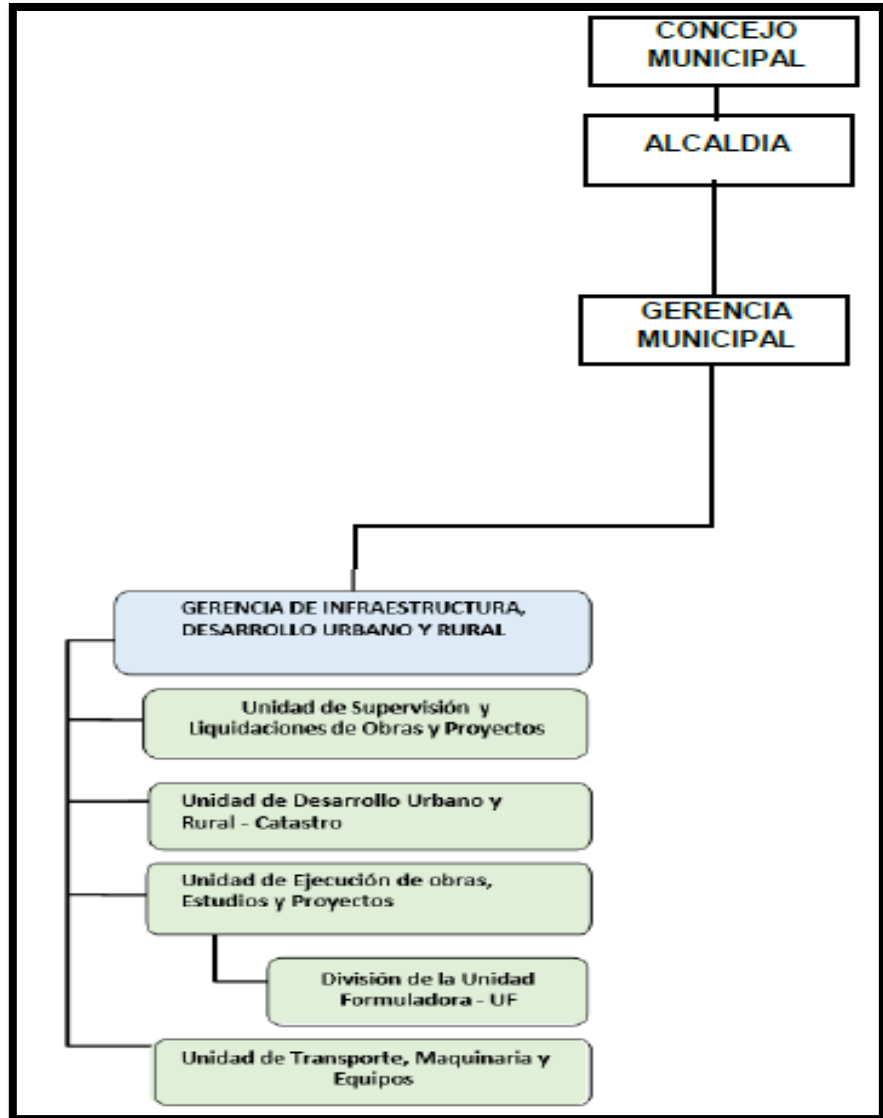 CONCEJO
MUNICIPAL
ALCALDIA
GERENCIA
MUNICIPAL
GERENCIA DE INFRAESTRUCTURA,
DESARROLLO URBANO Y RURAL
Unidad de Supervisión y
Liquidaciones de Obras y Proyectos
Unidad de Desarrollo Urbano y
Rural - Catastro
Unidad de Ejecución de obras,
Estudios y Proyectos
División de la Unidad
Formuladora - UF
Unidad de Transporte, Maquinaria y
Equipos